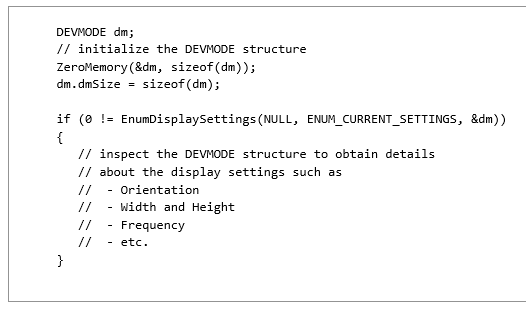 DEVMODE dm;
// initialize the DEVMODE structure
ZeroMemory(&dm, sizeof(dm));
dm.dmSize = sizeof(dm);
if (0 != EnumDisplaySettings(NULL, ENUM_CURRENT_SETTINGS, &dm))
{
// inspect the DEVMODE structure to obtain details
// about the display settings such as
//  - Orientation
//  - Width and Height
//  - Frequency
//  - etc.
}